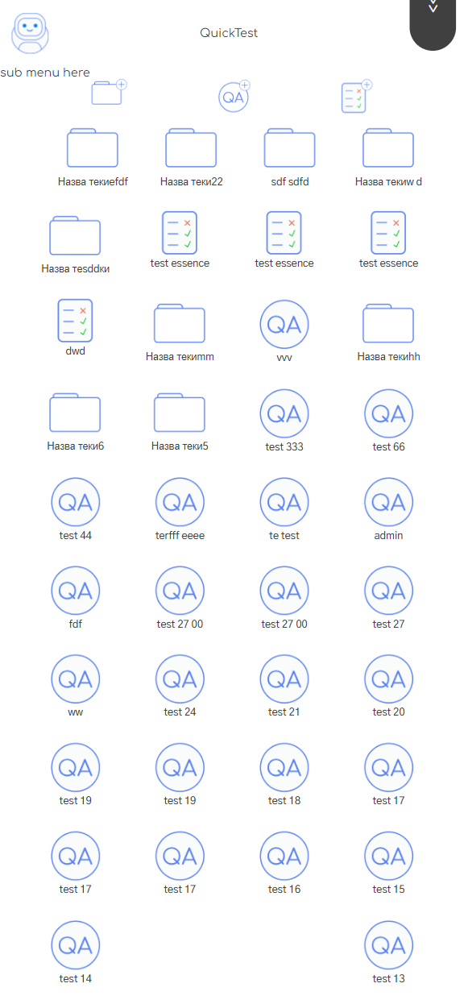 QuickTest
sub menu here
QA
Назва текиefdf Назва теки22 sdf sdfd Назва текиw d
Назва теsddки test essence test essence test essence
QA
dwd Назва текиmm vvv Назва текиhh
QA QA
Назва теки6 Назва теки5 test 333 test 66
QA QA QA QA
test 44 terfff eeee te test admin
QA QA QA QA
fdf test 27 00 test 27 00 test 27
QA QA QA QA
ww test 24 test 21 test 20
QA QA QA QA
test 19 test 19 test 18 test 17
QA QA QA QA
test 17 test 17 test 16 test 15
QA QA
test 14 test 13